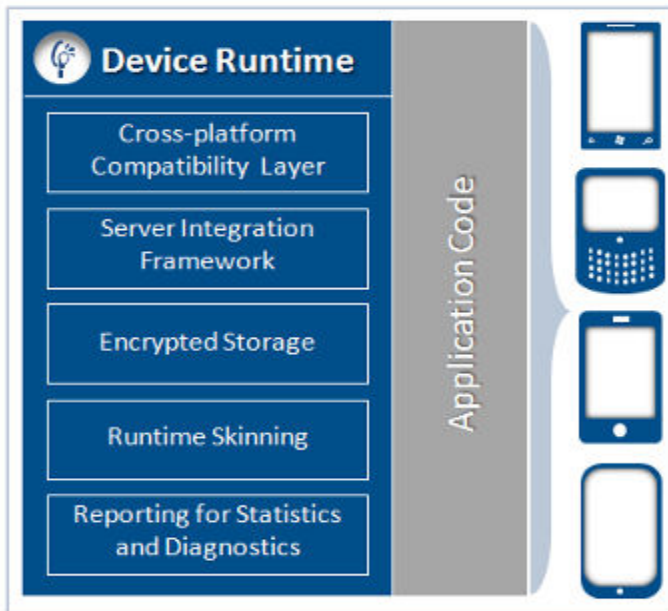 Device Runtime
Cross-platform
Compatibility Layer
Server Integration
Framework
Encrypted Storage
Runtime Skinning
Reporting for Statistics
and Diagnostics
Application Code